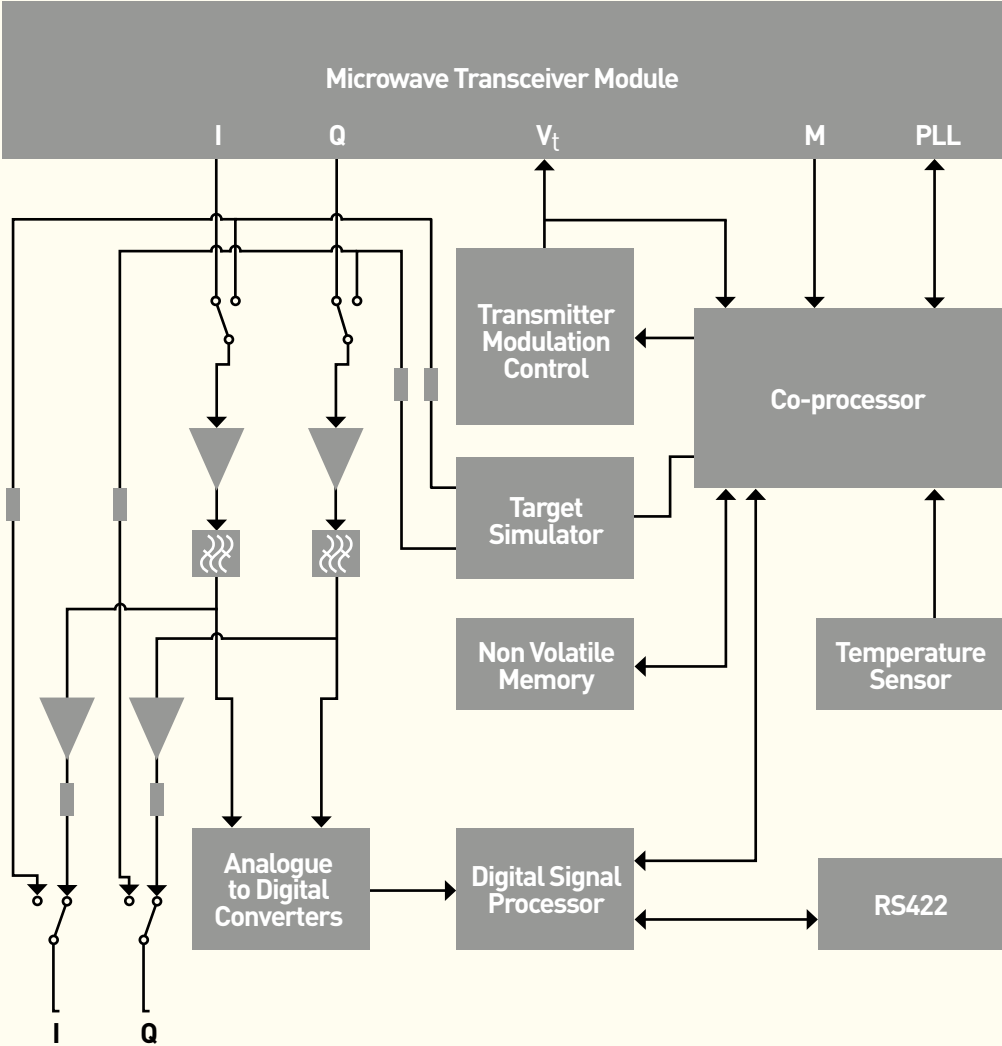 Microwave Transceiver Module
I Q Vt M PLL
Transmitter
Modulation
Control
Co-processor
Target
Simulator
Non Volatile
Memory
Temperature
Sensor
Analogue
to Digital
Converters
Digital Signal
Processor
RS422
I Q